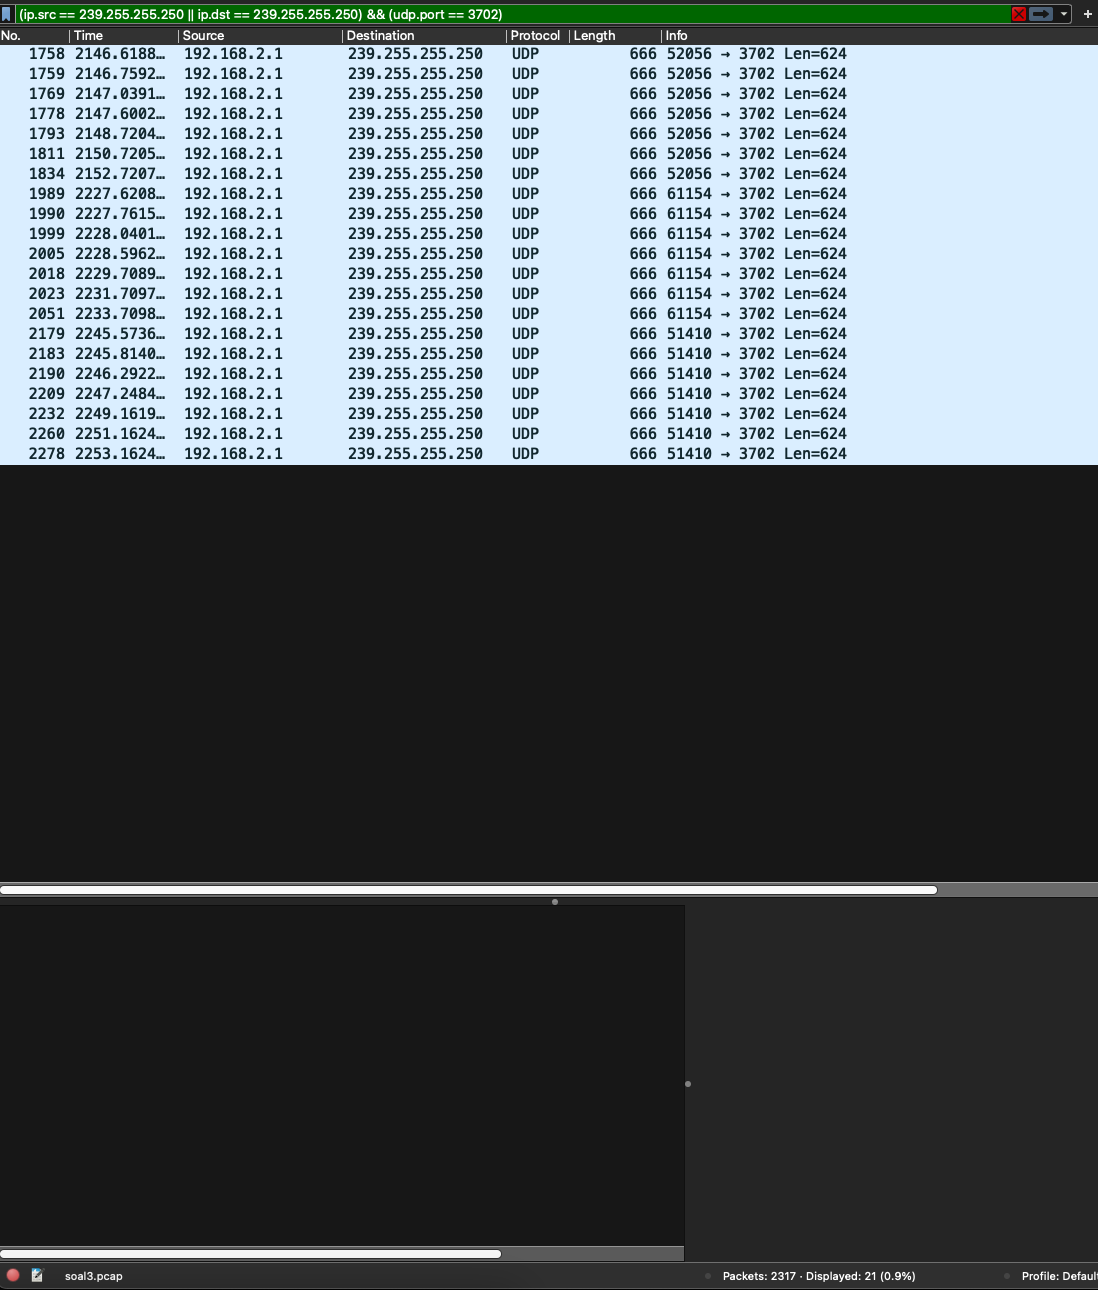 (ip.src == 239.255.255.250 || ip.dst == 239.255.255.250) && (udp.port == 3702)
No. Time Source Destination Protocol Length Info
1758 2146.6188… 192.168.2.1 239.255.255.250 UDP 666 52056 → 3702 Len=624
1759 2146.7592… 192.168.2.1 239.255.255.250 UDP 666 52056 → 3702 Len=624
1769 2147.0391… 192.168.2.1 239.255.255.250 UDP 666 52056 → 3702 Len=624
1778 2147.6002… 192.168.2.1 239.255.255.250 UDP 666 52056 → 3702 Len=624
1793 2148.7204… 192.168.2.1 239.255.255.250 UDP 666 52056 → 3702 Len=624
1811 2150.7205… 192.168.2.1 239.255.255.250 UDP 666 52056 → 3702 Len=624
1834 2152.7207… 192.168.2.1 239.255.255.250 UDP 666 52056 → 3702 Len=624
1989 2227.6208… 192.168.2.1 239.255.255.250 UDP 666 61154 → 3702 Len=624
1990 2227.7615… 192.168.2.1 239.255.255.250 UDP 666 61154 → 3702 Len=624
1999 2228.0401… 192.168.2.1 239.255.255.250 UDP 666 61154 → 3702 Len=624
2005 2228.5962… 192.168.2.1 239.255.255.250 UDP 666 61154 → 3702 Len=624
2018 2229.7089… 192.168.2.1 239.255.255.250 UDP 666 61154 → 3702 Len=624
2023 2231.7097… 192.168.2.1 239.255.255.250 UDP 666 61154 → 3702 Len=624
2051 2233.7098… 192.168.2.1 239.255.255.250 UDP 666 61154 → 3702 Len=624
2179 2245.5736… 192.168.2.1 239.255.255.250 UDP 666 51410 → 3702 Len=624
2183 2245.8140… 192.168.2.1 239.255.255.250 UDP 666 51410 → 3702 Len=624
2190 2246.2922… 192.168.2.1 239.255.255.250 UDP 666 51410 → 3702 Len=624
2209 2247.2484… 192.168.2.1 239.255.255.250 UDP 666 51410 → 3702 Len=624
2232 2249.1619… 192.168.2.1 239.255.255.250 UDP 666 51410 → 3702 Len=624
2260 2251.1624… 192.168.2.1 239.255.255.250 UDP 666 51410 → 3702 Len=624
2278 2253.1624… 192.168.2.1 239.255.255.250 UDP 666 51410 → 3702 Len=624
soal3.pcap Packets: 2317 · Displayed: 21 (0.9%) Profile: Defau